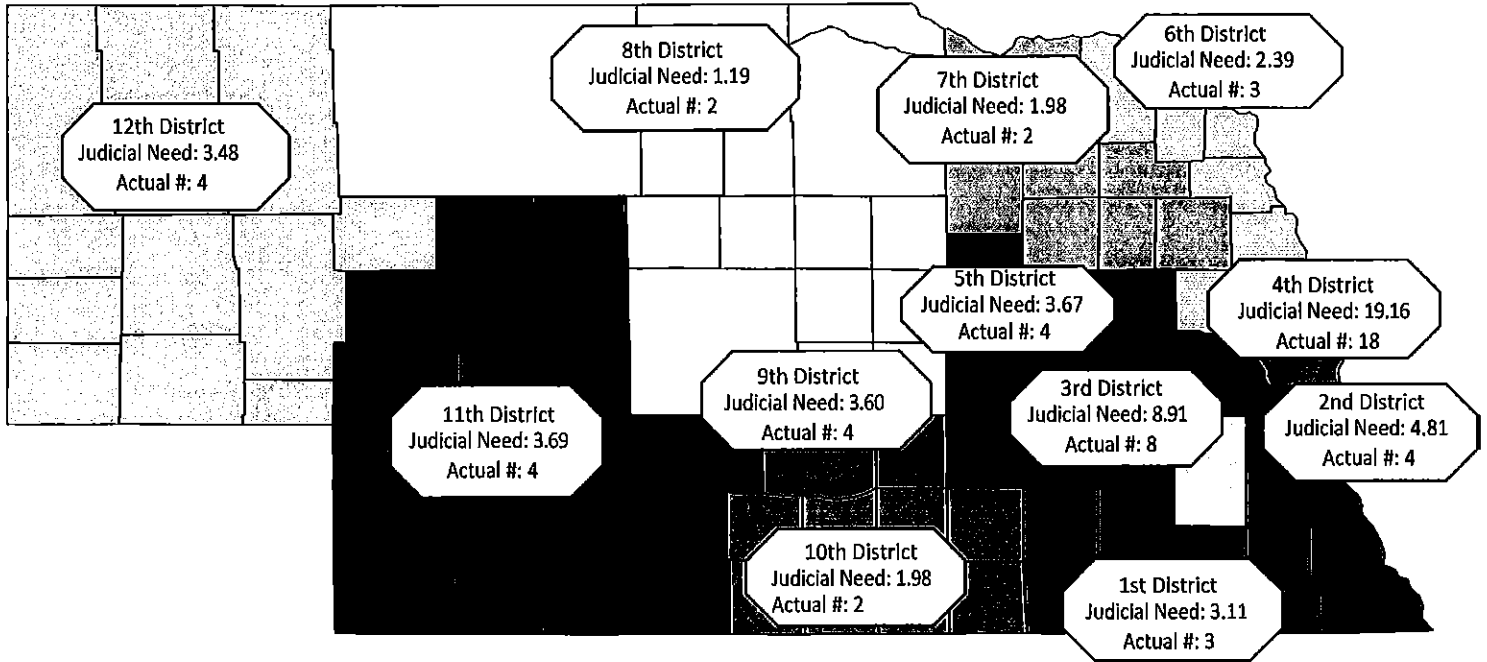 8th District
Judicial Need: 1.19
Actual #: 2
6th District
Judicial Need: 2.39
Actual #: 3
7th District
Judicial Need: 1.98
Actual #: 2
12th District
Judicial Need: 3.48
Actual #: 4
5th District
Judicial Need: 3.67
Actual #: 4
4th District
Judicial Need: 19.16
Actual #: 18
9th District
Judicial Need: 3.60
Actual #: 4
3rd District
Judicial Need: 8.91
Actual #: 8
2nd District
Judicial Need: 4.81
Actual #: 4
11th District
Judicial Need: 3.69
Actual #: 4
10th District
Judicial Need: 1.98
Actual #: 2
1st District
Judicial Need: 3.11
Actual #: 3